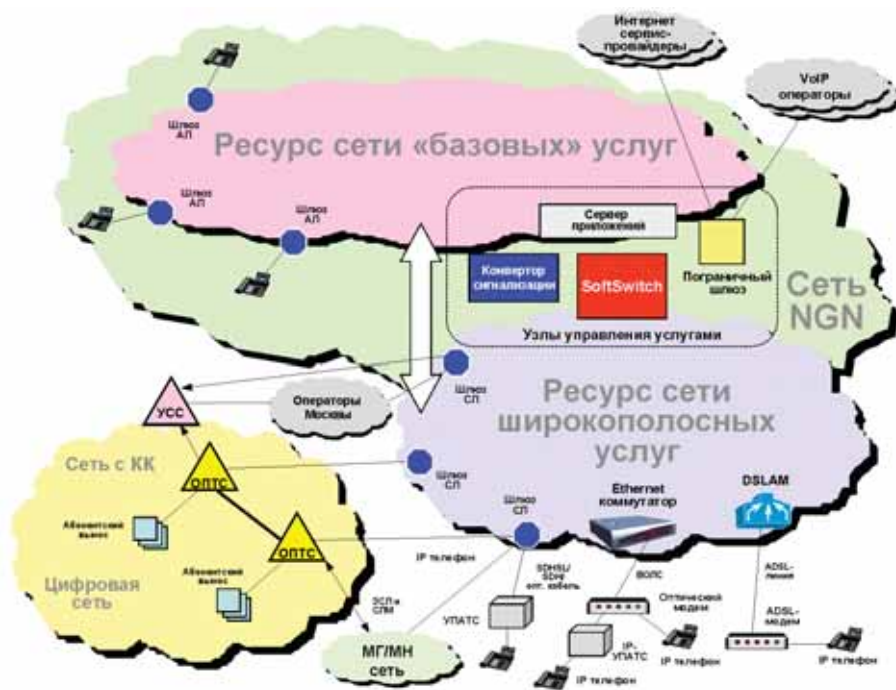 Интернет
сервис-
провайдеры
VoIP
операторы
Шлюз
АЛ
Ресурс сети «базовых» услуг
Шлюз
АЛ
Шлюз
АЛ
Сервер
приложений
Конвертор
сигнализации
SoftSwitch
Пограничный
шлюз
Узлы управления услугами
Сеть
NGN
Шлюз
СЛ
Операторы
Москвы
Ресурс сети
широкополосных
услуг
УСС
Сеть с КК
ОПТС
Шлюз
СЛ
Шлюз
СЛ
Ethernet
коммутатор
DSLAM
Абонентский
вынос
ОПТС
Абонентский
вынос
Цифровая
сеть
IP телефон
ЗСЛ и
СЛМ
МГ/МН
сеть
SDHSL/
SDH/
опт. кабель
УПАТС
ВОЛС
Оптический
модем
IP-
УПАТС
IP телефон
IP телефон
ADSL-
линия
ADSL-
модем
IP телефон